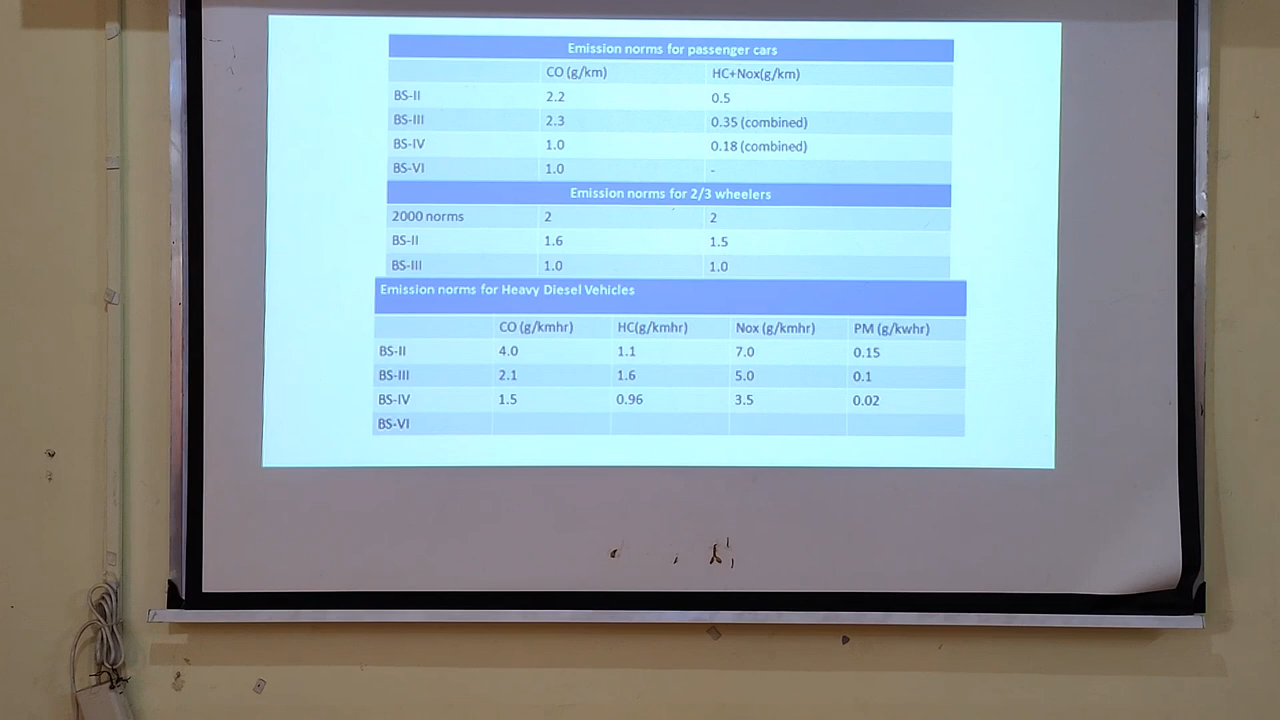 Emission norms for passenger cars
CO (g/km) HC+Nox(g/km)
BS-II 2.2 0.5
BS-III 2.3 0.35 (combined)
BS-IV 1.0 0.18 (combined)
BS-VI 1.0 -
Emission norms for 2/3 wheelers
2000 norms 2 2
BS-II 1.6 1.5
BS-III 1.0 1.0
Emission norms for Heavy Diesel Vehicles
CO (g/kmhr) HC(g/kmhr) Nox (g/kmhr) PM (g/kwhr)
BS-II 4.0 1.1 7.0 0.15
BS-III 2.1 1.6 5.0 0.1
BS-IV 1.5 0.96 3.5 0.02
BS-VI